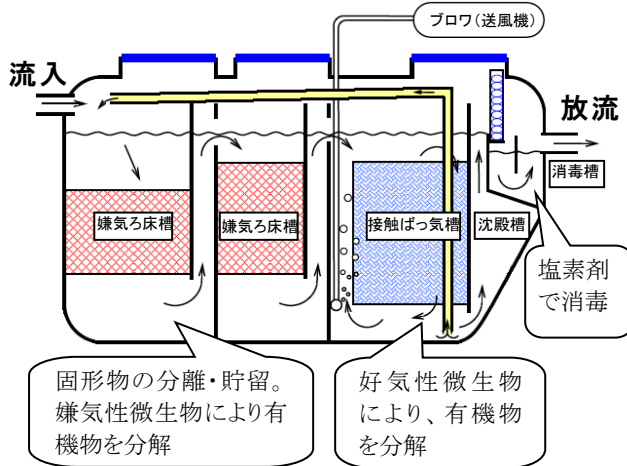 ブロワ(送風機)
流入
放流
消毒槽
嫌気ろ床槽
嫌気ろ床槽
接触ばっ気槽
沈殿槽
塩素剤
で消毒
固形物の分離・貯留。
嫌気性微生物により有
機物を分解
好気性微生物
により、有機物
を分解